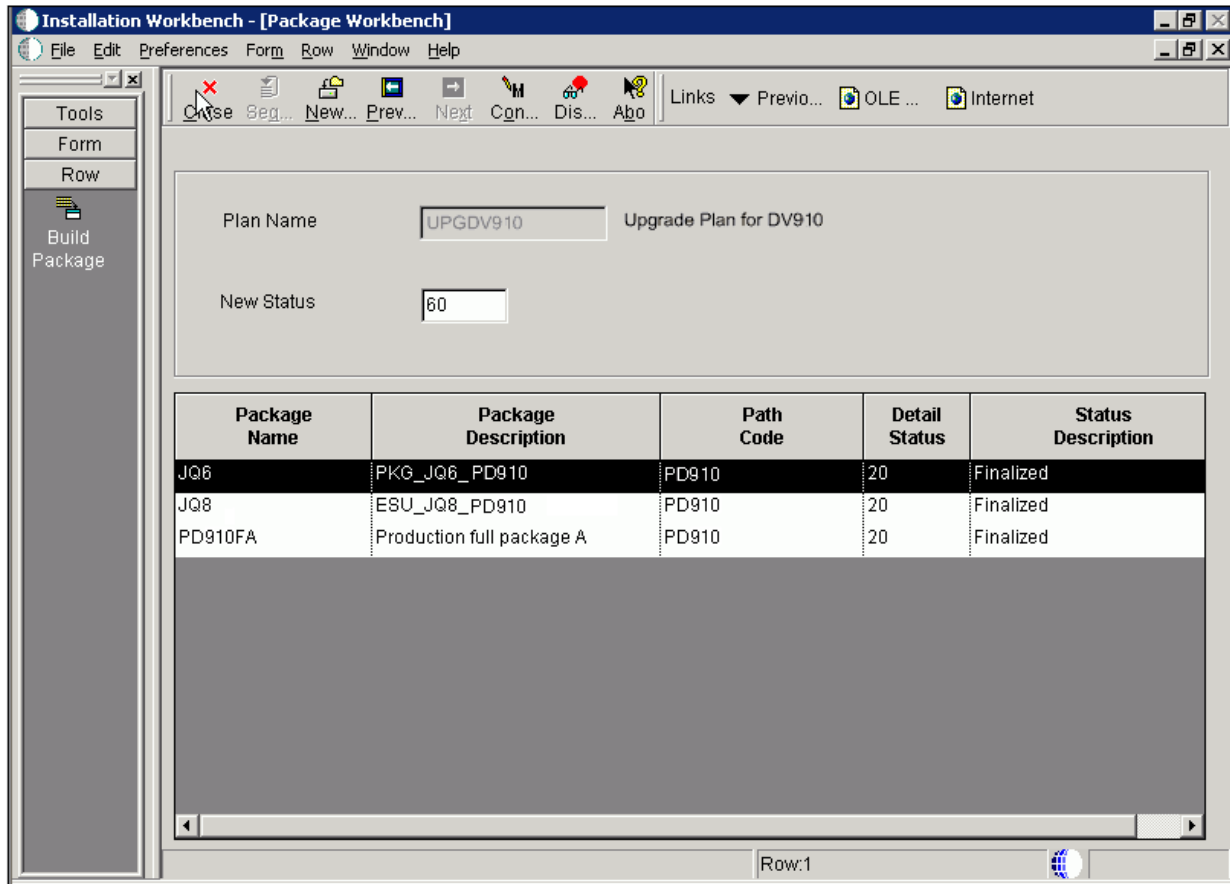 Installation Workbench - [Package Workbench]
File Edit Preferences Form Row Window Help
Tools
Form
Row
Build
Package
Seq... New... Prev... Next Con... Dis... Abo
Links Previo... OLE ... Internet
Plan Name UPGDV910 Upgrade Plan for DV910
New Status 60
Package Name Package Description Path Code Detail Status Status Description
JQ6 PKG_JQ6_PD910 PD910 20 Finalized
JQ8 ESU_JQ8_PD910 PD910 20 Finalized
PD910FA Production full package A PD910 20 Finalized
Row:1